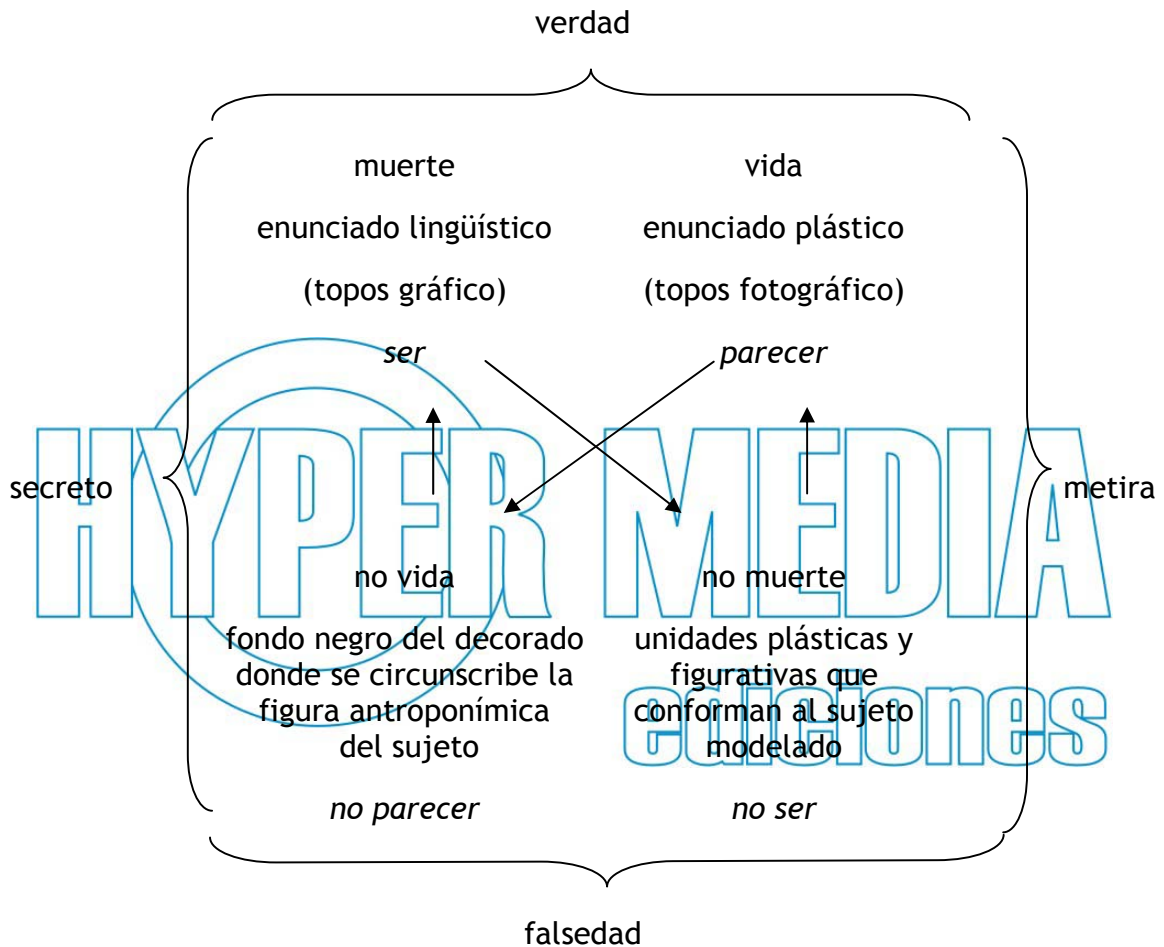 verdad
muerte
vida
enunciado lingüístico
enunciado plástico
(topos gráfico)
(topos fotográfico)
ser
parecer
secreto
metira
HYPERMEDIA
no vida
no muerte
fondo negro del decorado
donde se circunscribe la
figura antroponímica
del sujeto
unidades plásticas y
figurativas que
conforman al sujeto
modelado
ediciones
no parecer
no ser
falsedad